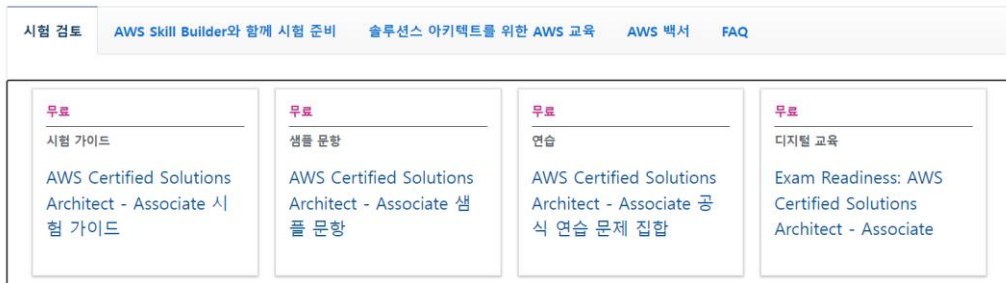 시험 검토 AWS Skill Builder와 함께 시험 준비 솔루션스 아키텍트를 위한 AWS 교육 AWS 백서 FAQ
무료
시험 가이드
AWS Certified Solutions
Architect - Associate 시
험 가이드
무료
샘플 문항
AWS Certified Solutions
Architect - Associate 샘
플 문항
무료
연습
AWS Certified Solutions
Architect - Associate 공
식 연습 문제 집합
무료
디지털 교육
Exam Readiness: AWS
Certified Solutions
Architect - Associate